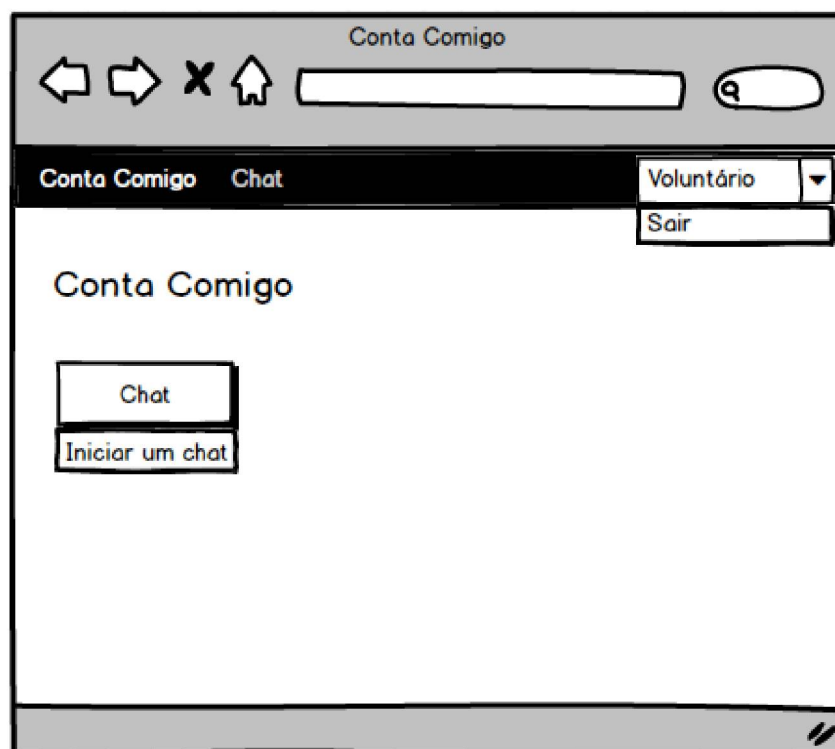 Conta Comigo
Conta Comigo Chat Voluntário
Sair
Conta Comigo
Chat
Iniciar um chat